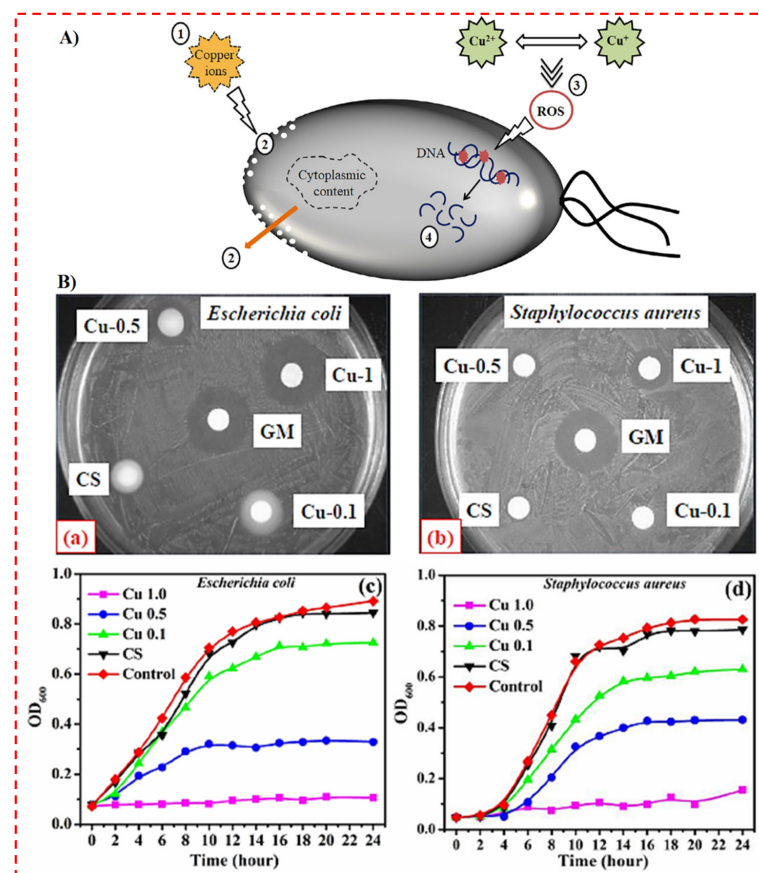 A)
1
Copper
ions
Cu²⁺
Cu⁺
3
ROS
2
DNA
Cytoplasmic
content
2
4
B)
Escherichia coli
Cu-0.5
Cu-1
GM
CS
Cu-0.1
(a)
Staphylococcus aureus
Cu-0.5
Cu-1
GM
CS
Cu-0.1
(b)
Escherichia coli
(c)
Cu 1.0
Cu 0.5
Cu 0.1
CS
Control
OD₆₀₀
1.0
0.8
0.6
0.4
0.2
0.0
0 2 4 6 8 10 12 14 16 18 20 22 24
Time (hour)
Staphylococcus aureus
(d)
Cu 1.0
Cu 0.5
Cu 0.1
CS
Control
OD₆₀₀
1.0
0.8
0.6
0.4
0.2
0.0
0 2 4 6 8 10 12 14 16 18 20 22 24
Time (hour)